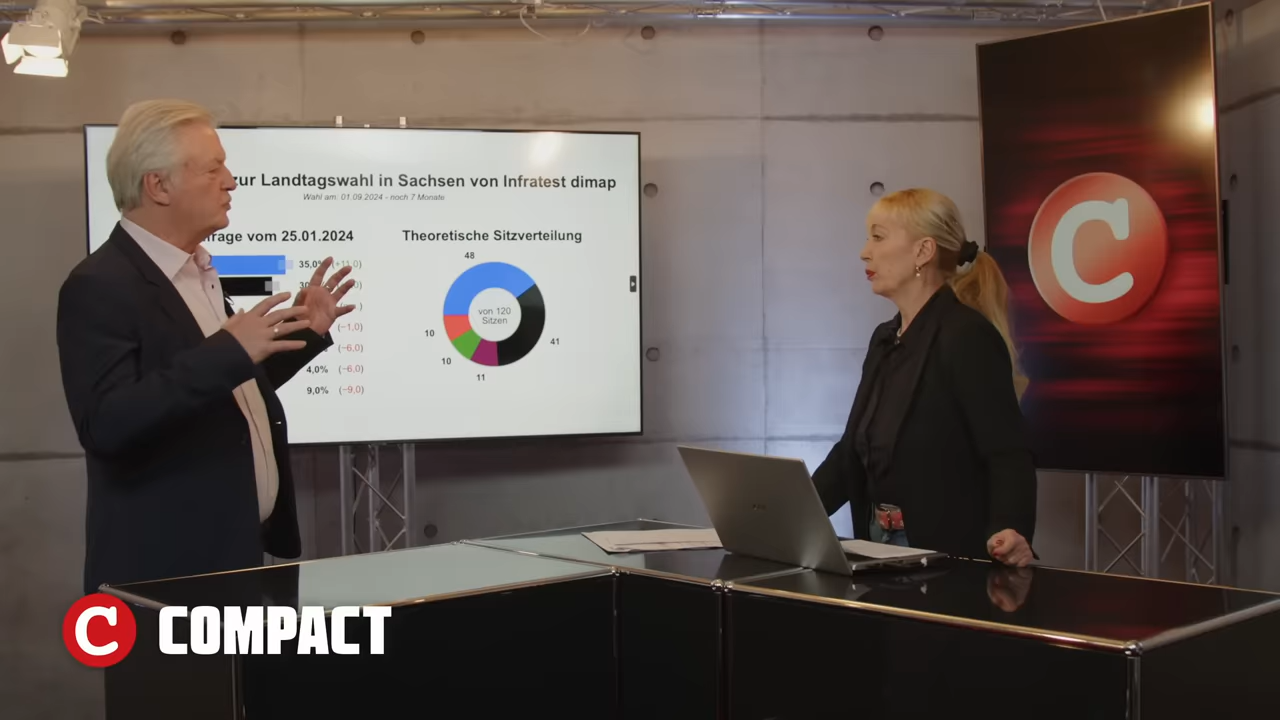 zur Landtagswahl in Sachsen von Infratest dimap
Wahl am: 01.09 2024 - noch 7 Monate
vom 25.01.2024
Theoretische Sitzverteilung
35,0%
48
von 120
Sitzen
(−1,0)
10
41
(−6,0)
10
4,0% (−6,0)
11
9,0% (−9,0)
C
C COMPACT